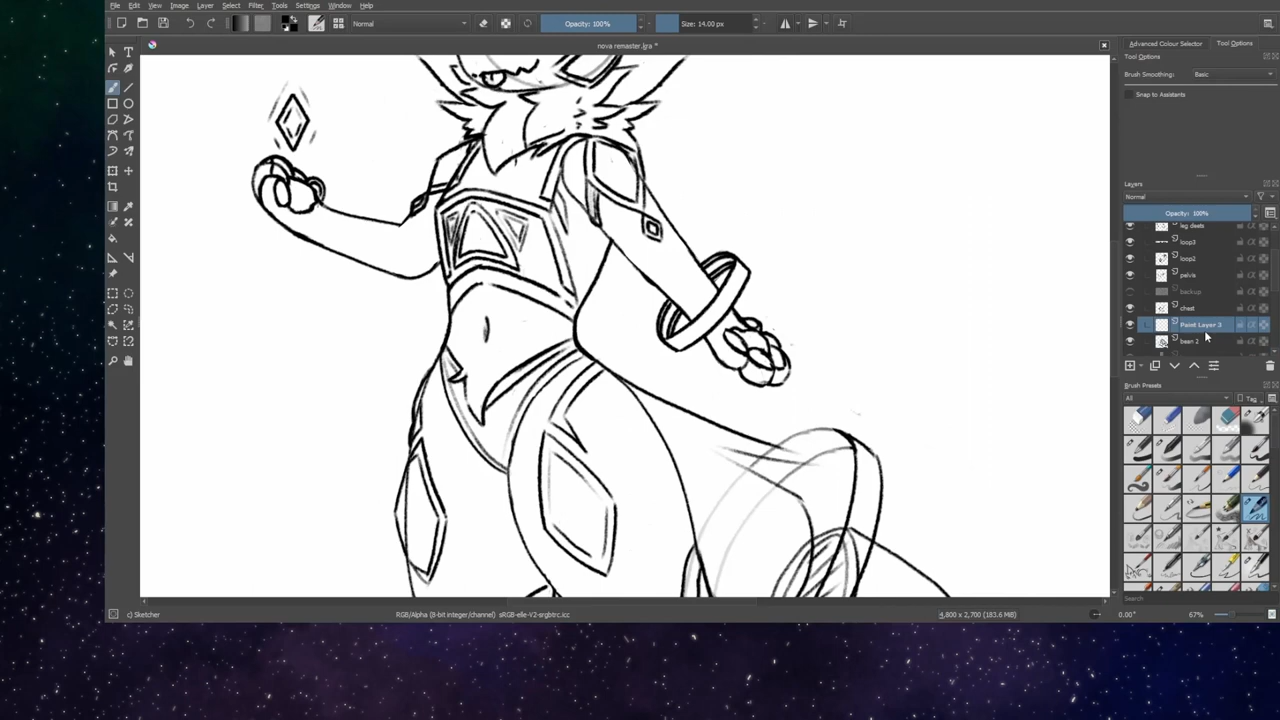 File Edit View Image Layer Select Filter Tools Settings Window Help
Normal Opacity: 100% Size: 14.00 px
nova remaster.kra *
Advanced Colour Selector Tool Options
Tool Options
Brush Smoothing: Basic
Snap to Assistants
Layers
Normal
Opacity: 100%
leg deets
loop3
loop2
pelvis
backup
chest
Paint Layer 3
bean 2
Brush Presets
All Tag
Search
c) Sketcher RGB/Alpha (8-bit integer/channel) sRGB-elle-V2-srgbtrc.icc 4,800 x 2,700 (183.6 MiB) 0.00° 67%